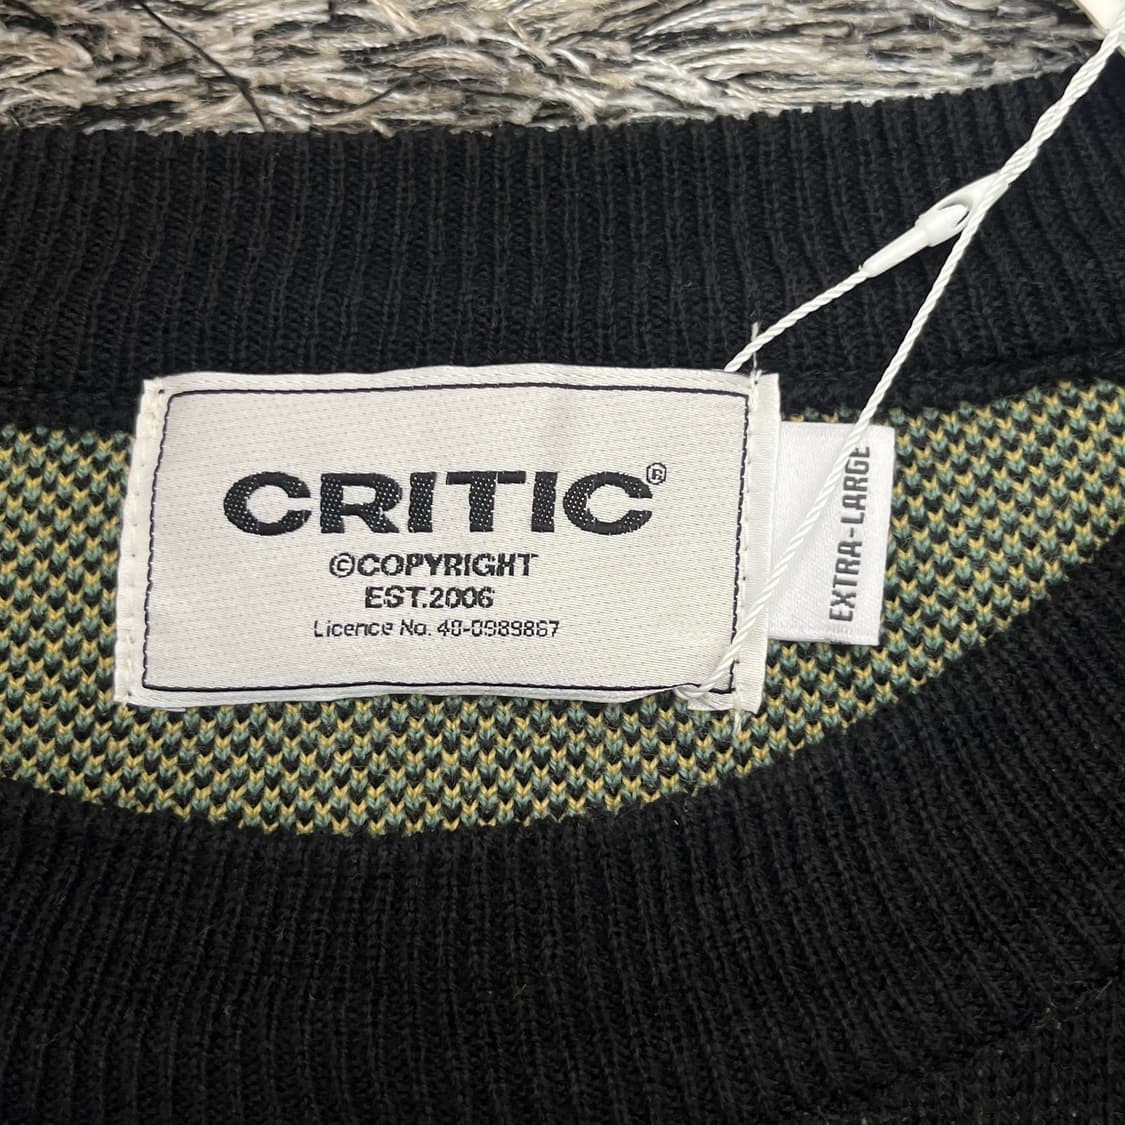 CRITIC®
©COPYRIGHT
EST.2006
Licence No. 40-0989867
EXTRA-LARGE